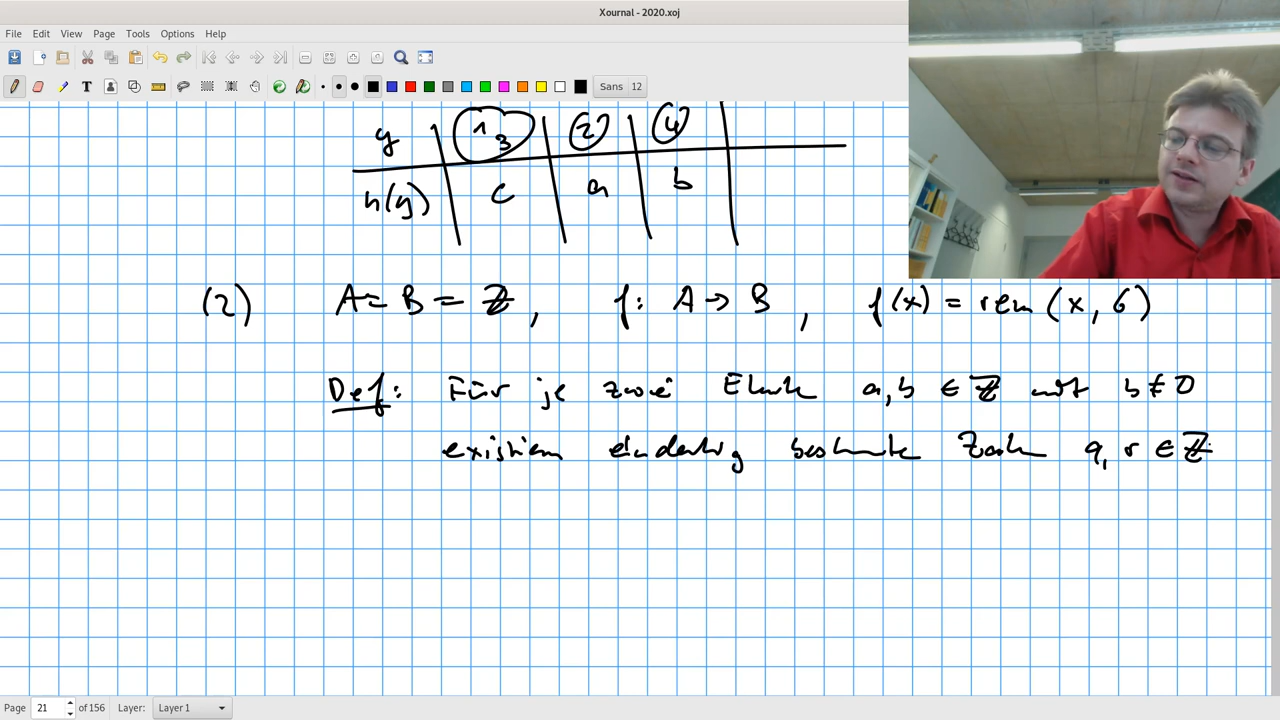 Xournal - 2020.xoj
File Edit View Page Tools Options Help
Sans 12
y | 1 3 | 2 | 4 |
h(y) | c | a | b |
(2) A = B = ℤ, f: A → B, f(x) = rem (x, 6)
Def: Für je zwei Elemente a, b ∈ ℤ mit b ≠ 0
existieren eindeutig bestimmte Zahlen q, r ∈ ℤ
Page 21 of 156 Layer: Layer 1